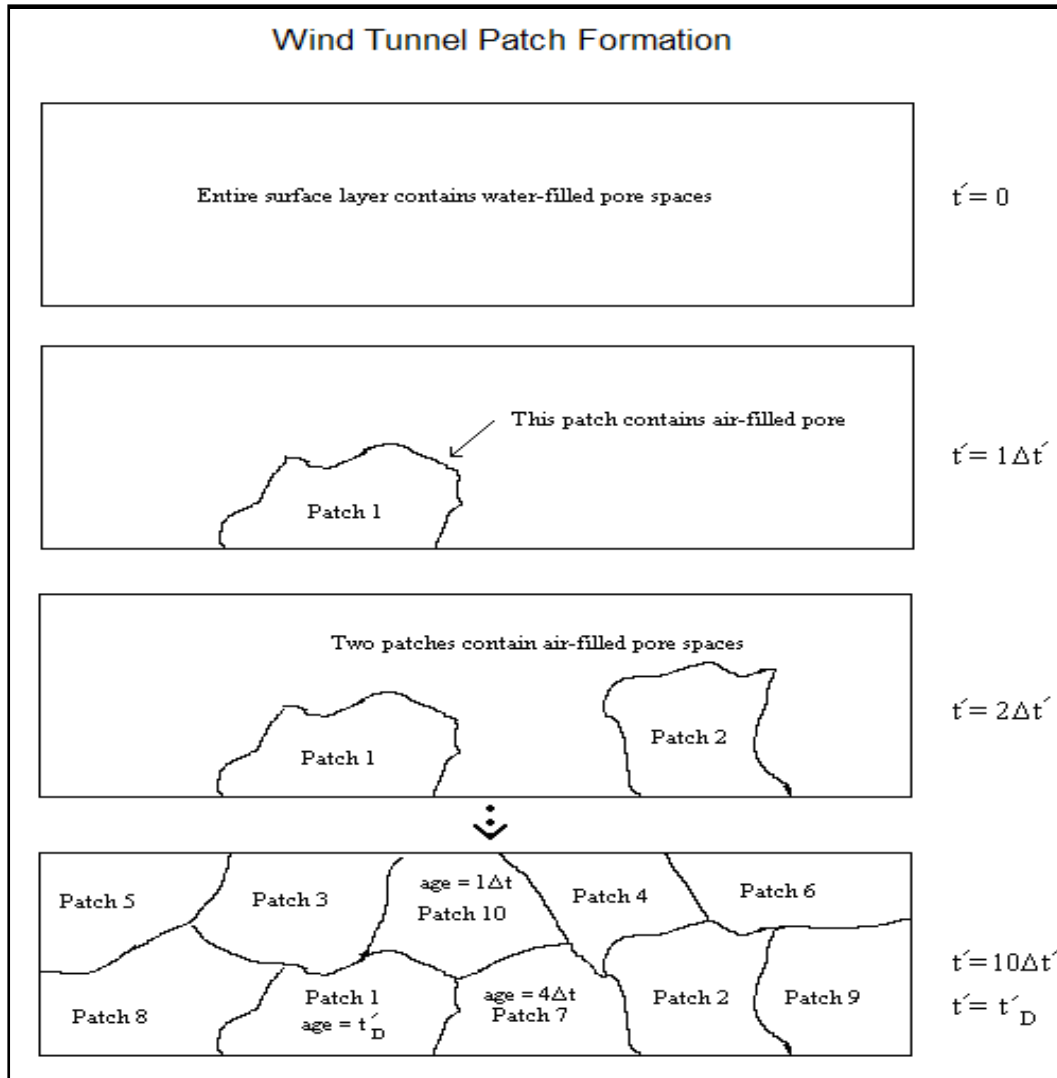 Wind Tunnel Patch Formation
Entire surface layer contains water-filled pore spaces
t´= 0
This patch contains air-filled pore
Patch 1
t´= 1Δt´
Two patches contain air-filled pore spaces
Patch 1
Patch 2
t´= 2Δt´
Patch 5
Patch 3
age = 1Δt
Patch 10
Patch 4
Patch 6
Patch 8
Patch 1
age = t´D
age = 4Δt
Patch 7
Patch 2
Patch 9
t´= 10Δt´
t´= t´D